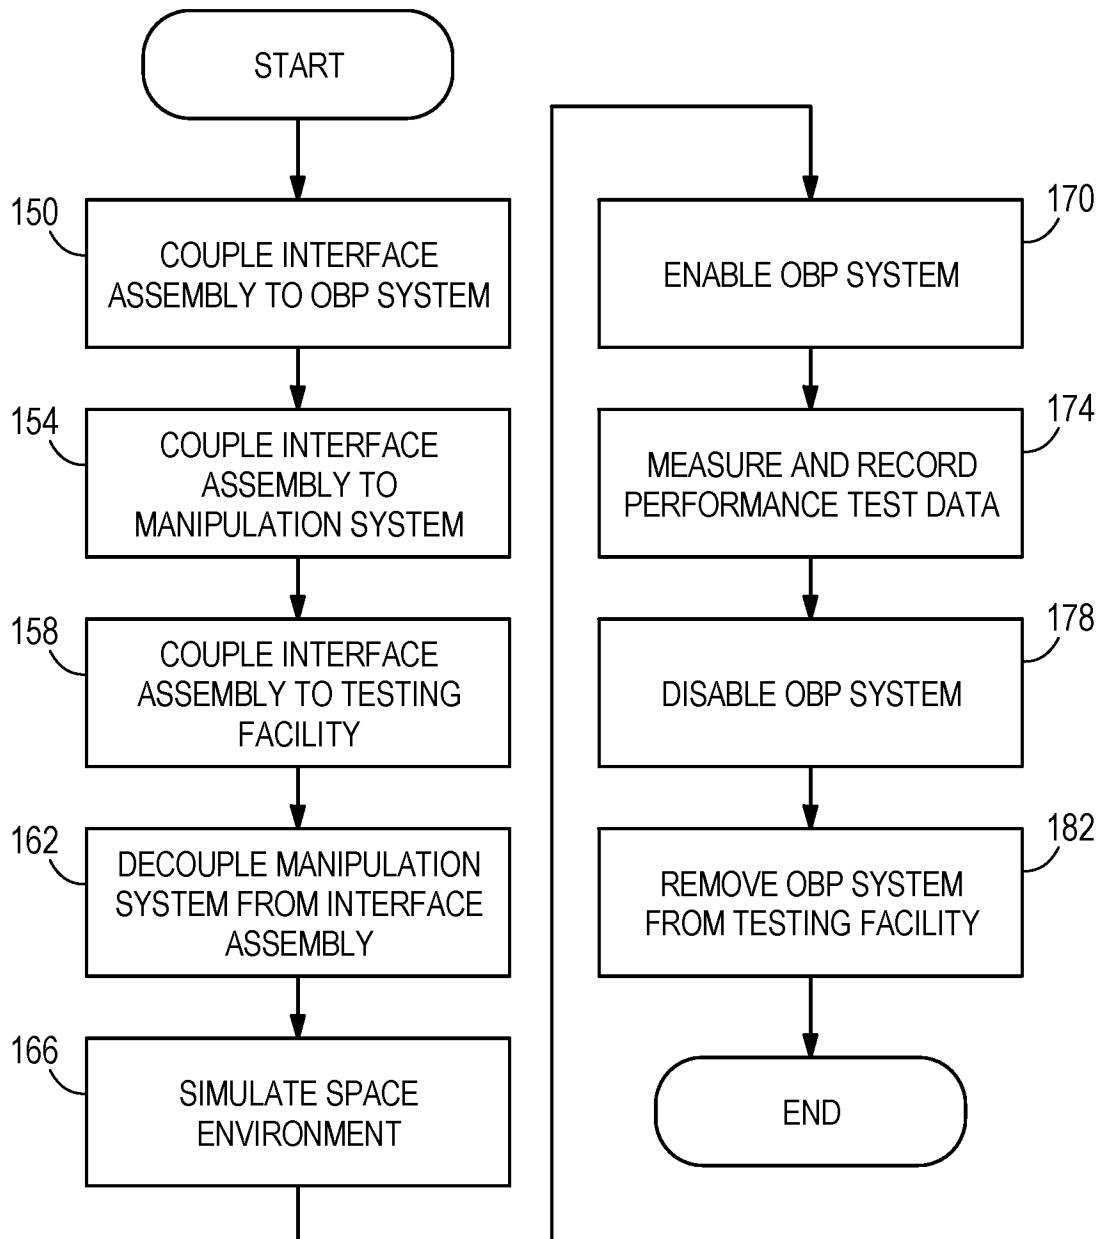 START
150
COUPLE INTERFACE
ASSEMBLY TO OBP SYSTEM
154
COUPLE INTERFACE
ASSEMBLY TO
MANIPULATION SYSTEM
158
COUPLE INTERFACE
ASSEMBLY TO TESTING
FACILITY
162
DECOUPLE MANIPULATION
SYSTEM FROM INTERFACE
ASSEMBLY
166
SIMULATE SPACE
ENVIRONMENT
170
ENABLE OBP SYSTEM
174
MEASURE AND RECORD
PERFORMANCE TEST DATA
178
DISABLE OBP SYSTEM
182
REMOVE OBP SYSTEM
FROM TESTING FACILITY
END